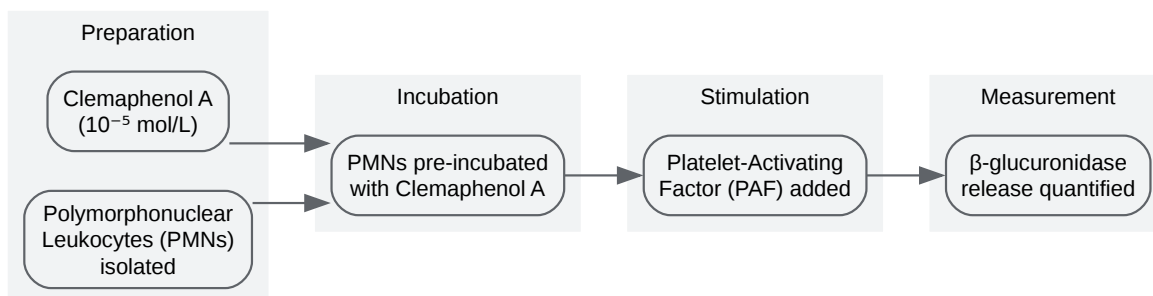 Preparation
Clemaphenol A
(10⁻⁵ mol/L)
Polymorphonuclear
Leukocytes (PMNs)
isolated
Incubation
PMNs pre-incubated
with Clemaphenol A
Stimulation
Platelet-Activating
Factor (PAF) added
Measurement
β-glucuronidase
release quantified